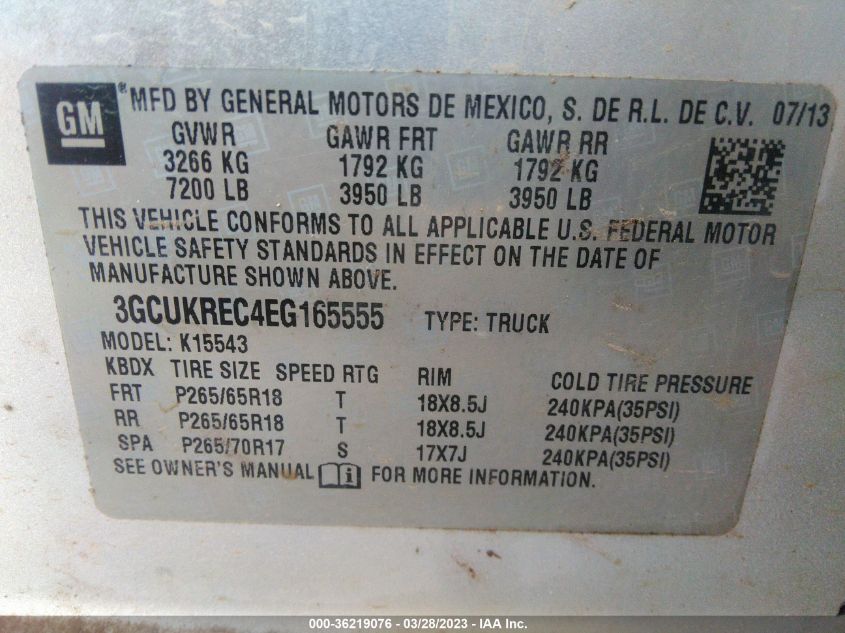 GM ® MFD BY GENERAL MOTORS DE MEXICO, S. DE R.L. DE C.V. 07/13
GVWR GAWR FRT GAWR RR
3266 KG 1792 KG 1792 KG
7200 LB 3950 LB 3950 LB
THIS VEHICLE CONFORMS TO ALL APPLICABLE U.S. FEDERAL MOTOR
VEHICLE SAFETY STANDARDS IN EFFECT ON THE DATE OF
MANUFACTURE SHOWN ABOVE.
3GCUKREC4EG165555 TYPE: TRUCK
MODEL: K15543
KBDX TIRE SIZE SPEED RTG RIM COLD TIRE PRESSURE
FRT P265/65R18 T 18X8.5J 240KPA(35PSI)
RR P265/65R18 T 18X8.5J 240KPA(35PSI)
SPA P265/70R17 S 17X7J 240KPA(35PSI)
SEE OWNER'S MANUAL i FOR MORE INFORMATION.
000-36219076 - 03/28/2023 - IAA Inc.